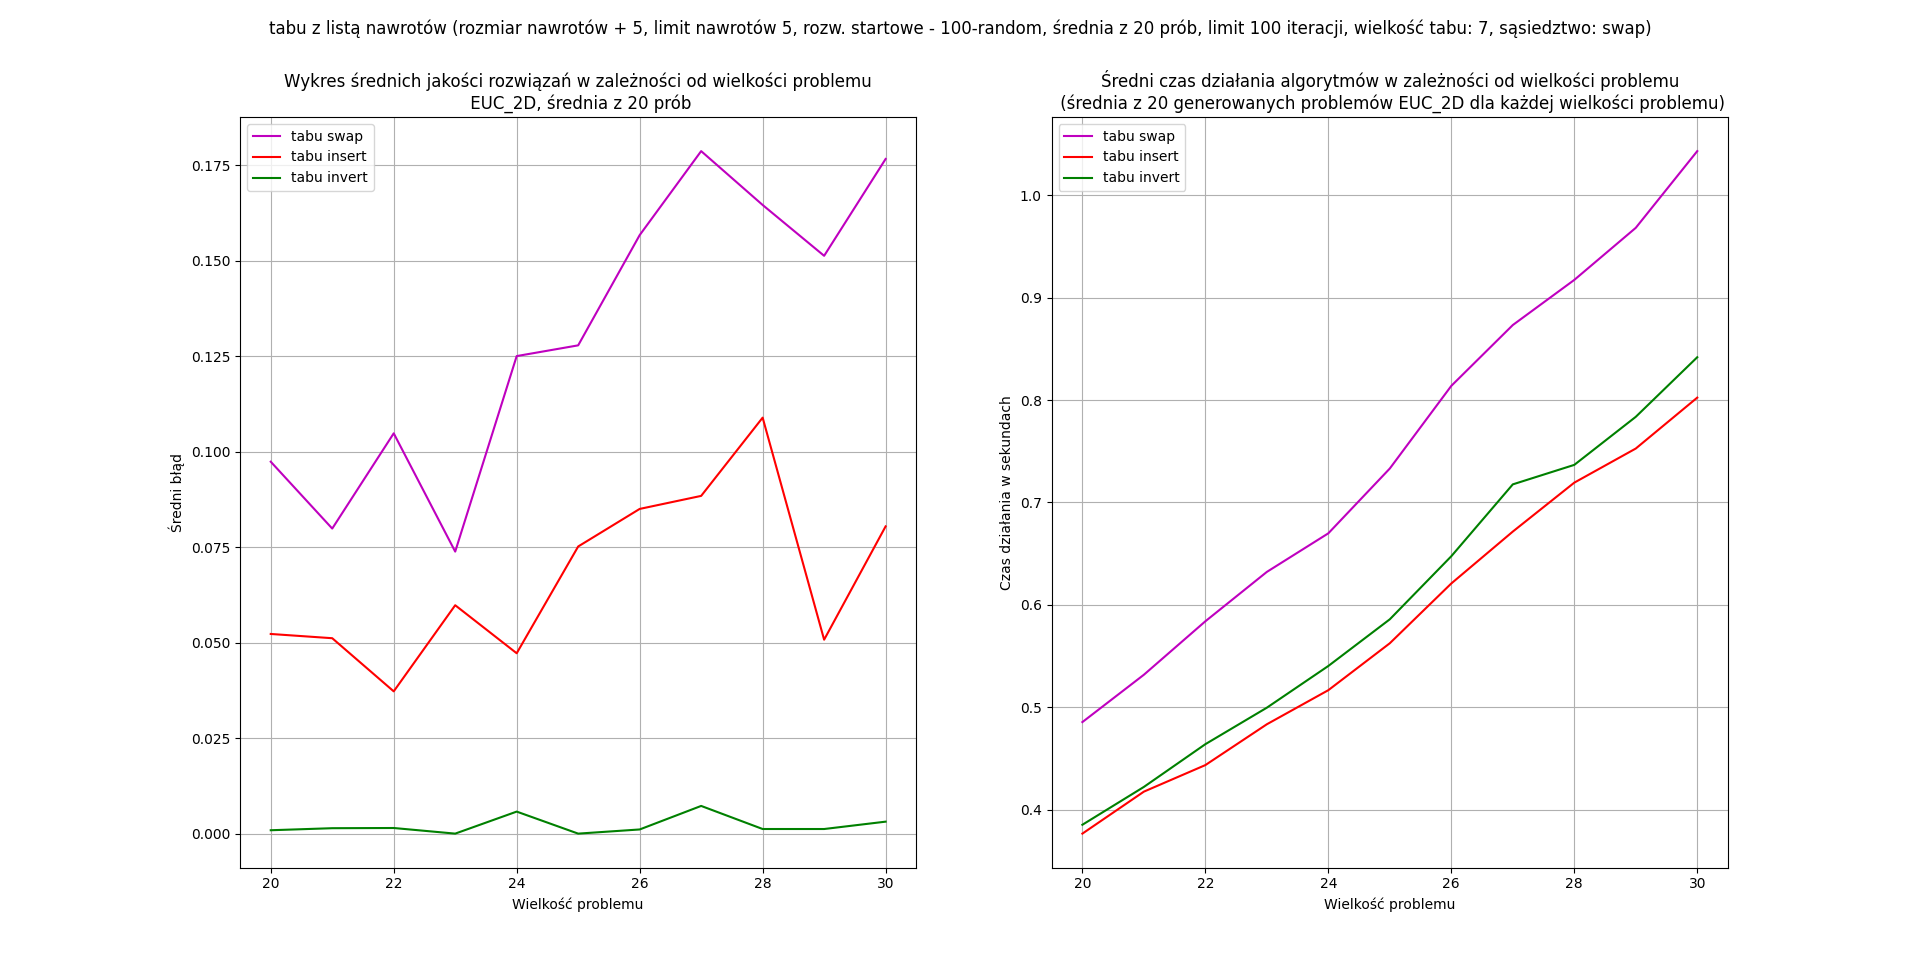 tabu z listą nawrotów (rozmiar nawrotów + 5, limit nawrotów 5, rozw. startowe - 100-random, średnia z 20 prób, limit 100 iteracji, wielkość tabu: 7, sąsiedztwo: swap)
Wykres średnich jakości rozwiązań w zależności od wielkości problemu
EUC_2D, średnia z 20 prób
tabu swap
tabu insert
tabu invert
0.175
0.150
0.125
0.100
0.075
0.050
0.025
0.000
Średni błąd
20 22 24 26 28 30
Wielkość problemu
Średni czas działania algorytmów w zależności od wielkości problemu
(średnia z 20 generowanych problemów EUC_2D dla każdej wielkości problemu)
tabu swap
tabu insert
tabu invert
1.0
0.9
0.8
0.7
0.6
0.5
0.4
Czas działania w sekundach
20 22 24 26 28 30
Wielkość problemu